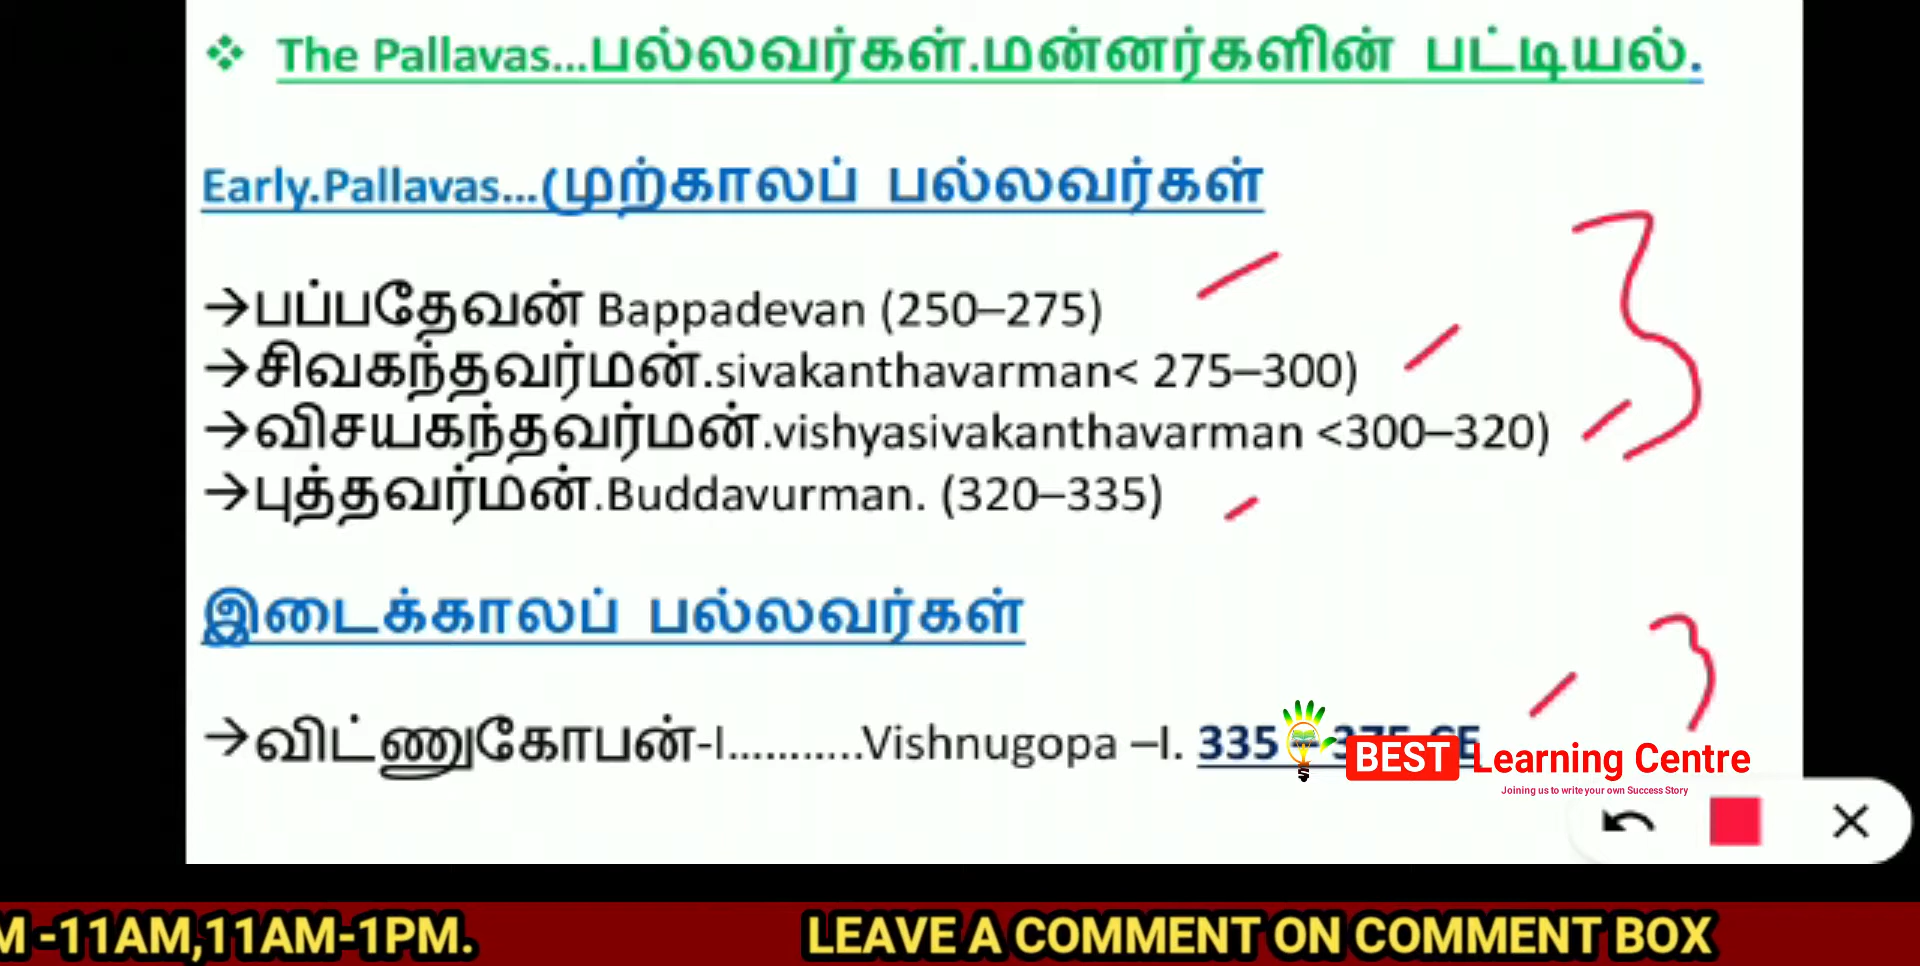 ❖ The Pallavas...பல்லவர்கள்.மன்னர்களின் பட்டியல்.
Early.Pallavas...(முற்காலப் பல்லவர்கள்
→பப்பதேவன் Bappadevan (250–275)
→சிவகந்தவர்மன்.sivakanthavarman< 275–300)
→விசயகந்தவர்மன்.vishyasivakanthavarman <300–320)
→புத்தவர்மன்.Buddavurman. (320–335)
இடைக்காலப் பல்லவர்கள்
→விட்ணுகோபன்-I...........Vishnugopa –I. 335
BEST Learning Centre
Joining us to write your own Success Story
M -11AM,11AM-1PM. LEAVE A COMMENT ON COMMENT BOX